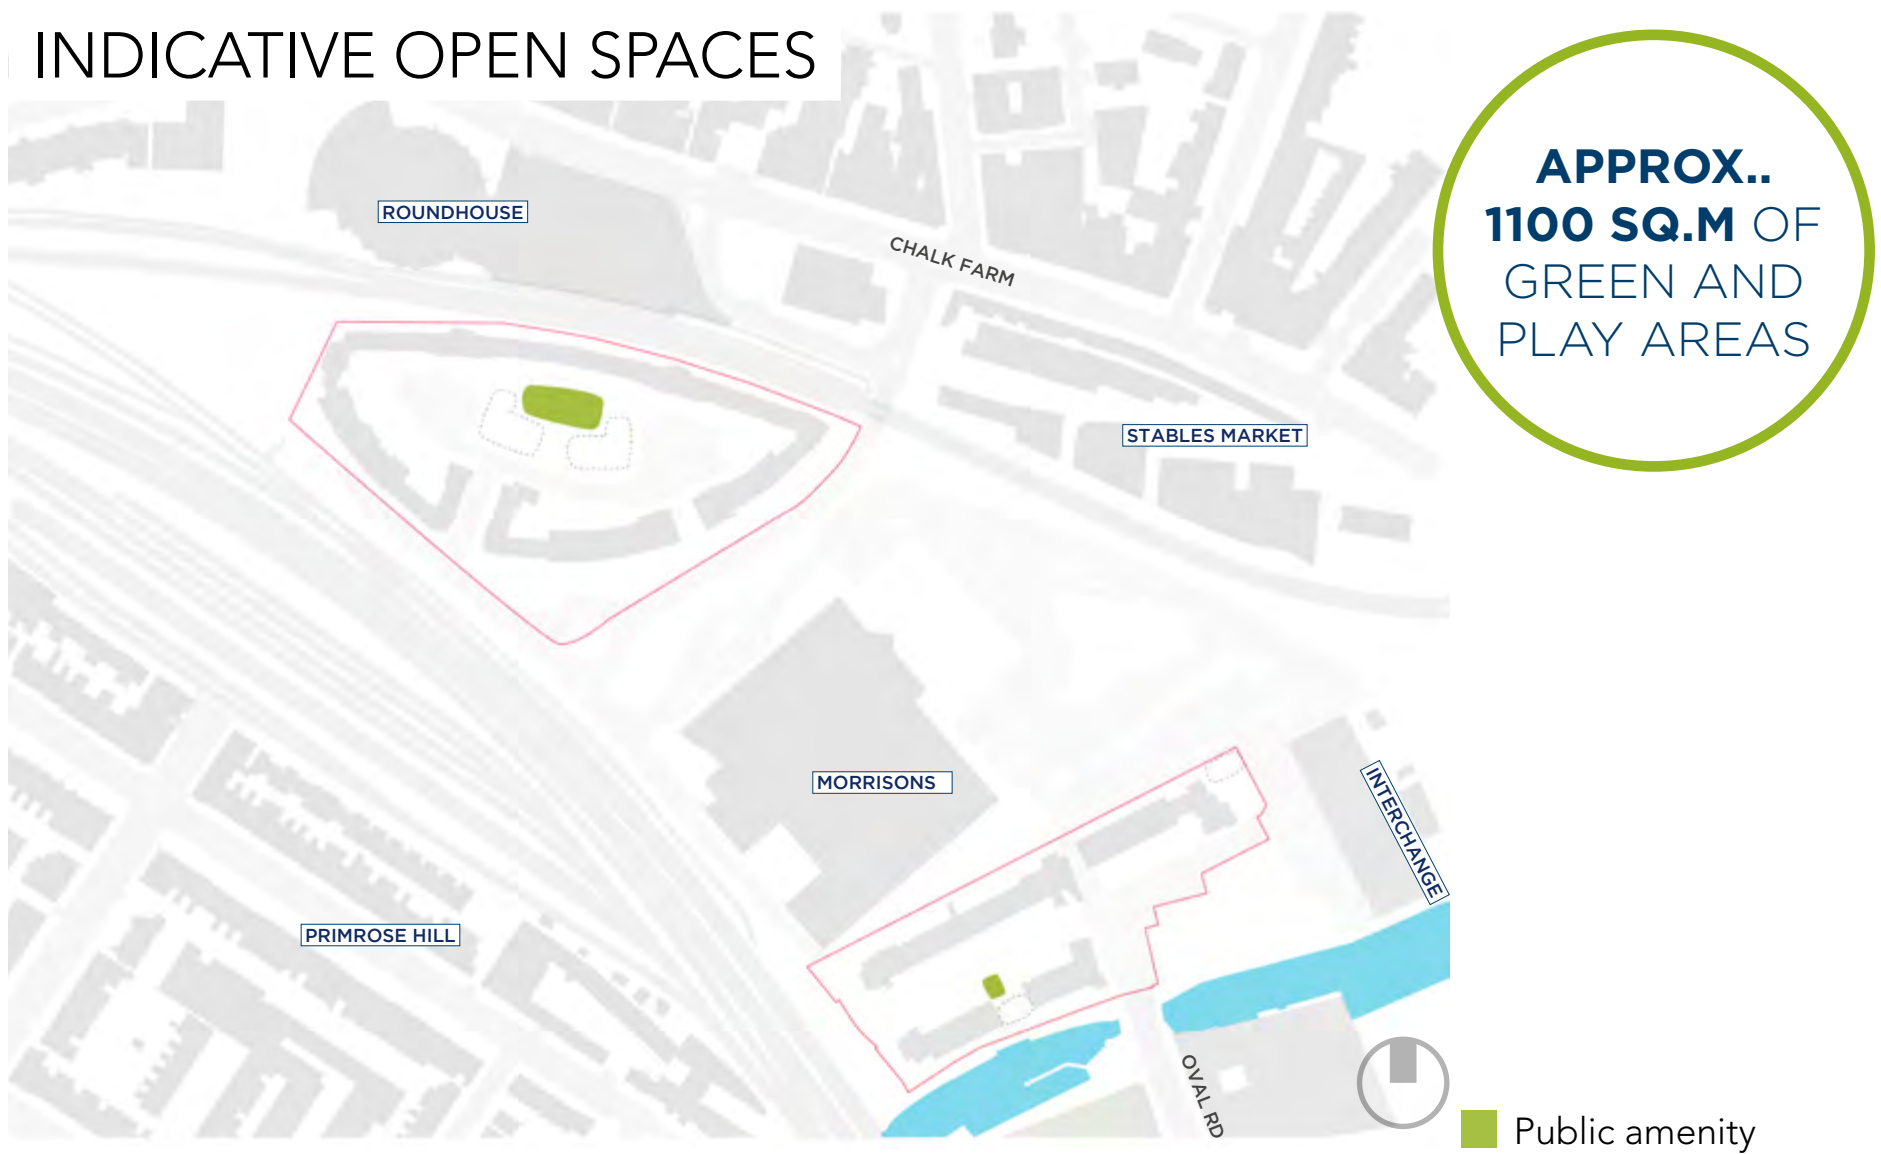 INDICATIVE OPEN SPACES
APPROX..
1100 SQ.M OF
GREEN AND
PLAY AREAS
ROUNDHOUSE
CHALK FARM
STABLES MARKET
MORRISONS
INTERCHANGE
PRIMROSE HILL
OVAL RD
Public amenity